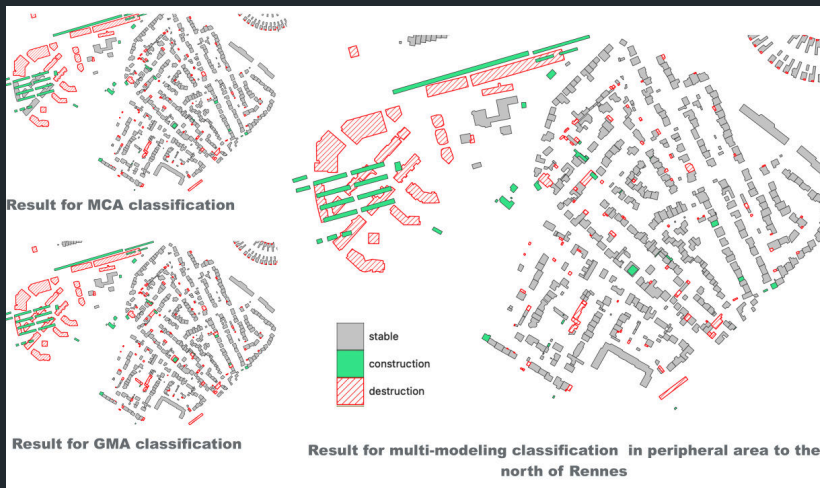 Result for MCA classification
Result for GMA classification
stable
construction
destruction
Result for multi-modeling classification in peripheral area to the
north of Rennes